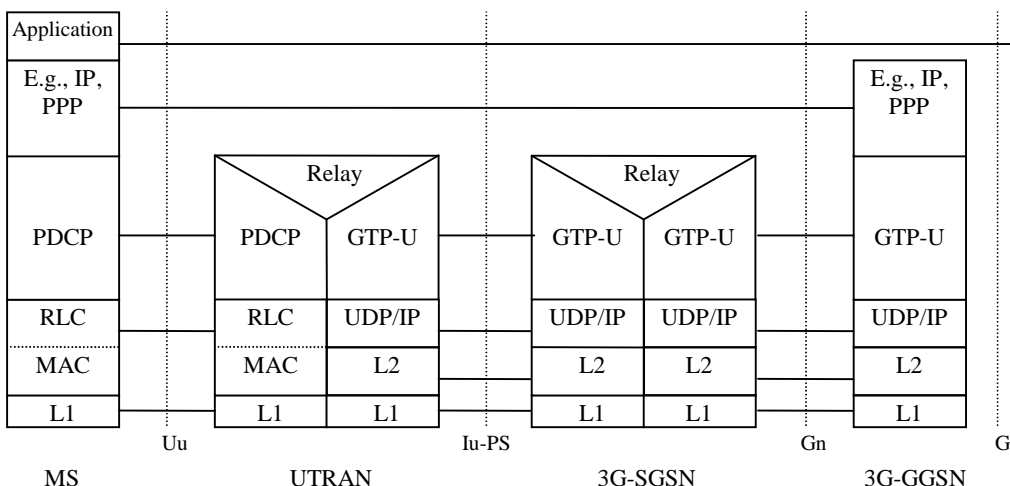 Application
E.g., IP,
PPP
E.g., IP,
PPP
Relay
Relay
PDCP
PDCP
GTP-U
GTP-U
GTP-U
GTP-U
RLC
RLC
UDP/IP
UDP/IP
UDP/IP
UDP/IP
MAC
MAC
L2
L2
L2
L2
L1
L1
L1
L1
L1
L1
Uu
Iu-PS
Gn
G
MS
UTRAN
3G-SGSN
3G-GGSN